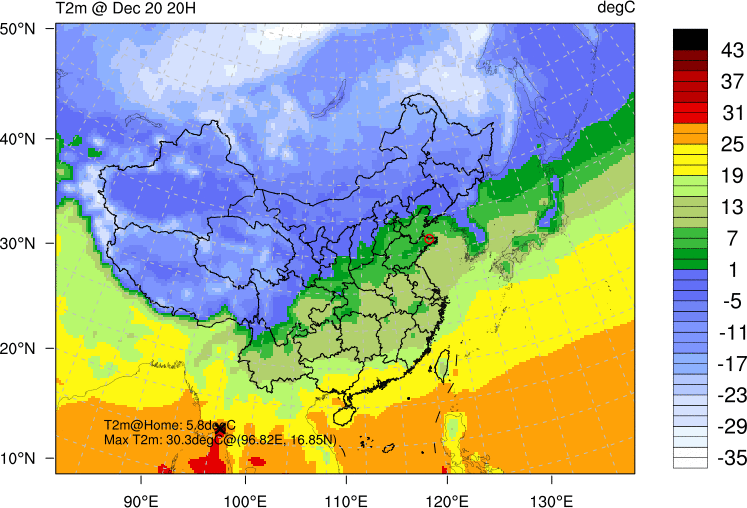 T2m @ Dec 20 20H
degC
50°N
40°N
30°N
20°N
10°N
90°E
100°E
110°E
120°E
130°E
T2m@Home: 5.8degC
Max T2m: 30.3degC@(96.82E, 16.85N)
43
37
31
25
19
13
7
1
-5
-11
-17
-23
-29
-35